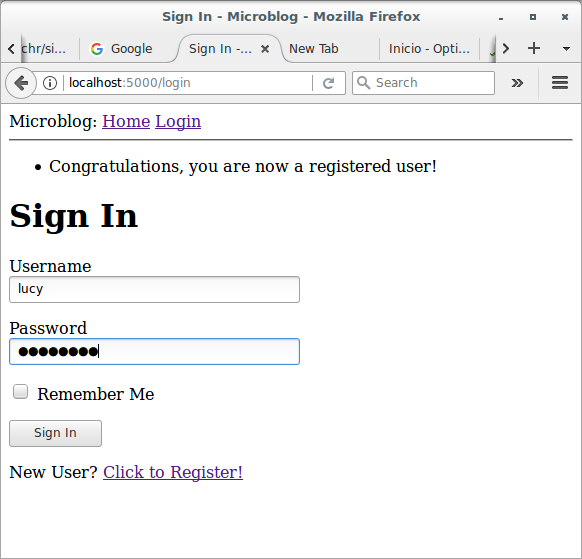 Sign In - Microblog - Mozilla Firefox
chr/si... Google Sign In -... New Tab Inicio - Opti...
localhost:5000/login Search
Microblog: Home Login
Congratulations, you are now a registered user!
Sign In
Username
lucy
Password
Remember Me
Sign In
New User? Click to Register!